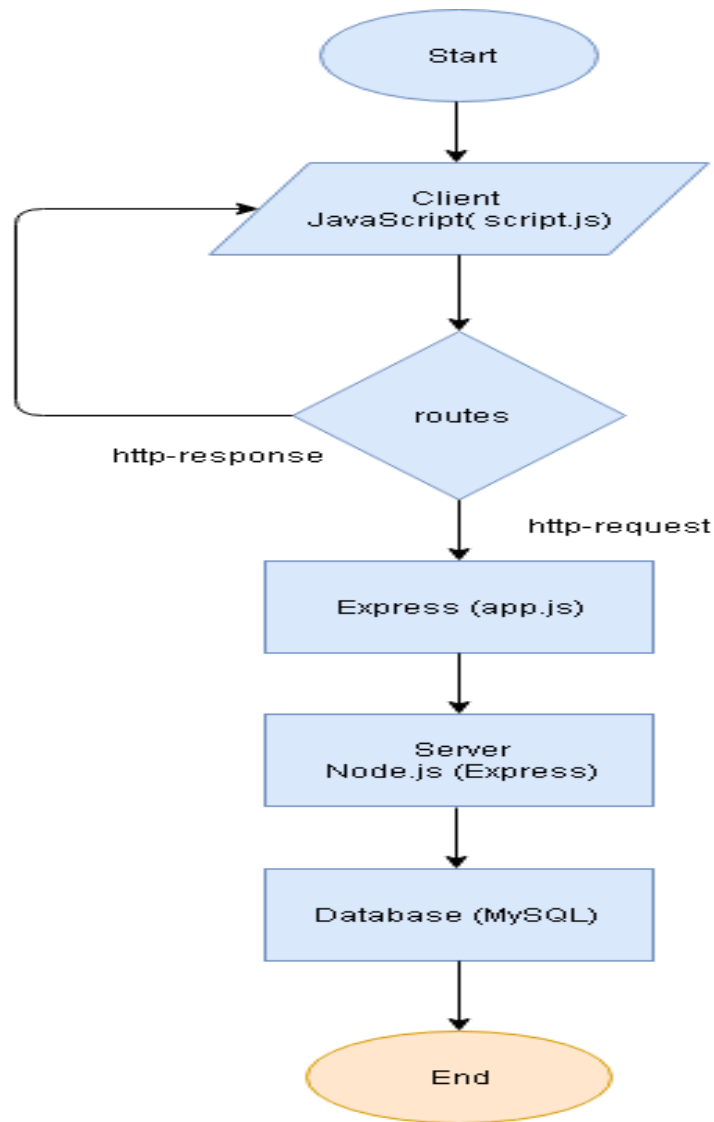 Start
Client
JavaScript( script.js)
routes
http-response
http-request
Express (app.js)
Server
Node.js (Express)
Database (MySQL)
End